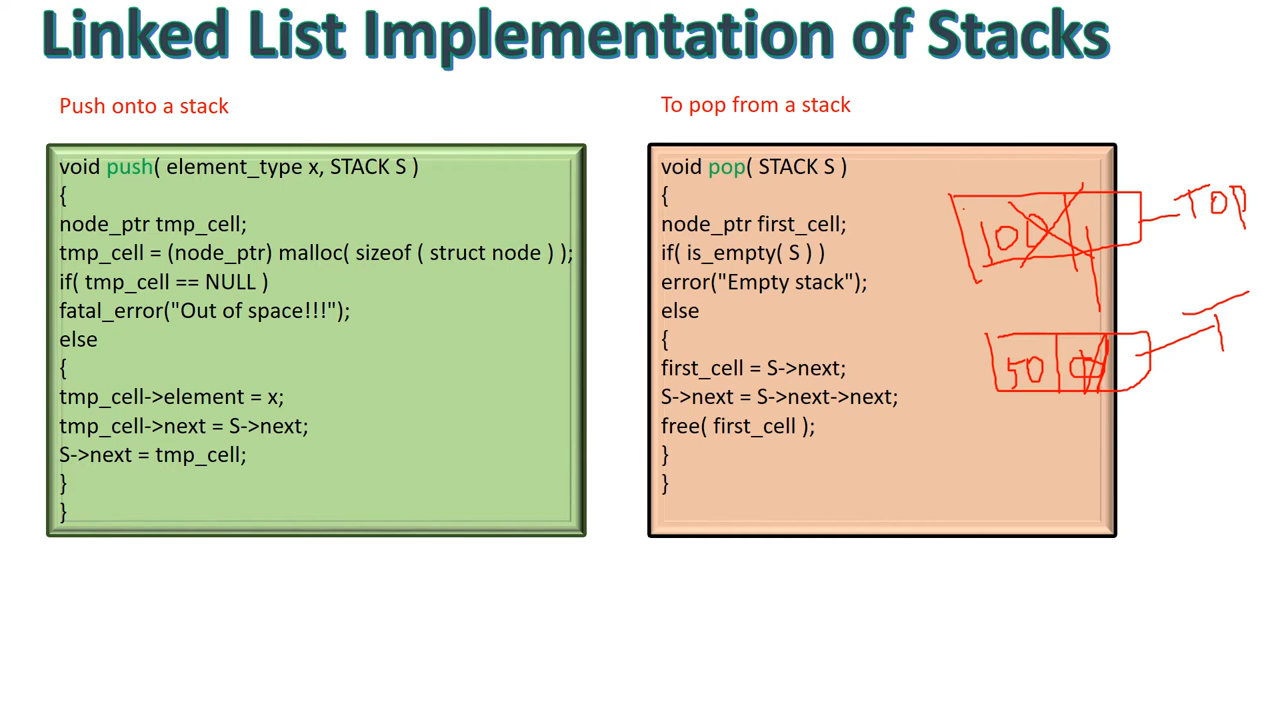 Linked List Implementation of Stacks
Push onto a stack
void push( element_type x, STACK S )
{
node_ptr tmp_cell;
tmp_cell = (node_ptr) malloc( sizeof ( struct node ) );
if( tmp_cell == NULL )
fatal_error("Out of space!!!");
else
{
tmp_cell->element = x;
tmp_cell->next = S->next;
S->next = tmp_cell;
}
}
To pop from a stack
void pop( STACK S )
{
node_ptr first_cell;
if( is_empty( S ) )
error("Empty stack");
else
{
first_cell = S->next;
S->next = S->next->next;
free( first_cell );
}
}
100
TOP
50
T